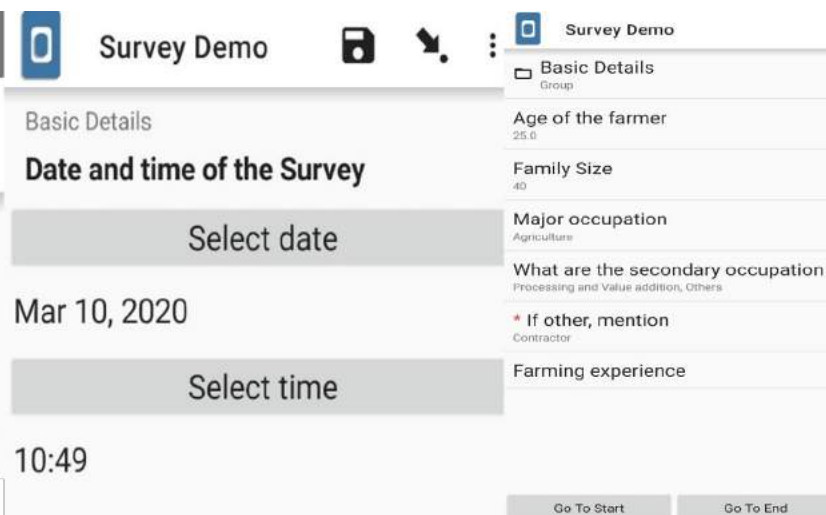 Survey Demo
Basic Details
Date and time of the Survey
Select date
Mar 10, 2020
Select time
10:49
Survey Demo
Basic Details
Group
Age of the farmer
25.0
Family Size
40
Major occupation
Agriculture
What are the secondary occupation
Processing and Value addition, Others
* If other, mention
Contractor
Farming experience
Go To Start
Go To End